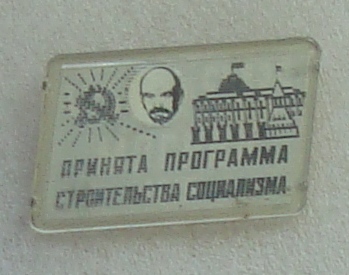 ПРИНЯТА ПРОГРАММА
СТРОИТЕЛЬСТВА СОЦИАЛИЗМА